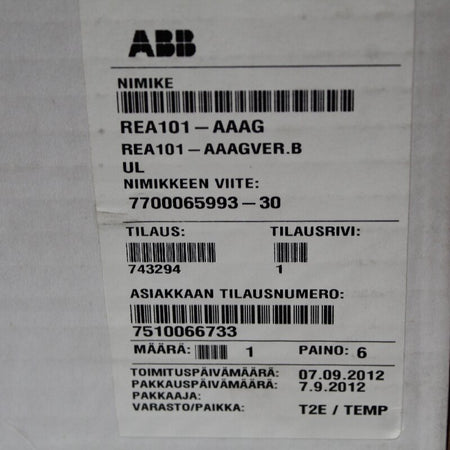 ABB
NIMIKE
REA101-AAAG
REA101-AAAGVER.B
UL
NIMIKKEEN VIITE:
7700065993-30
TILAUS: TILAUSRIVI:
743294 1
ASIAKKAAN TILAUSNUMERO:
7510066733
MÄÄRÄ: 1 PAINO: 6
TOIMITUSPÄIVÄMÄÄRÄ: 07.09.2012
PAKKAUSPÄIVÄMÄÄRÄ: 7.9.2012
PAKKAAJA:
VARASTO/PAIKKA: T2E / TEMP